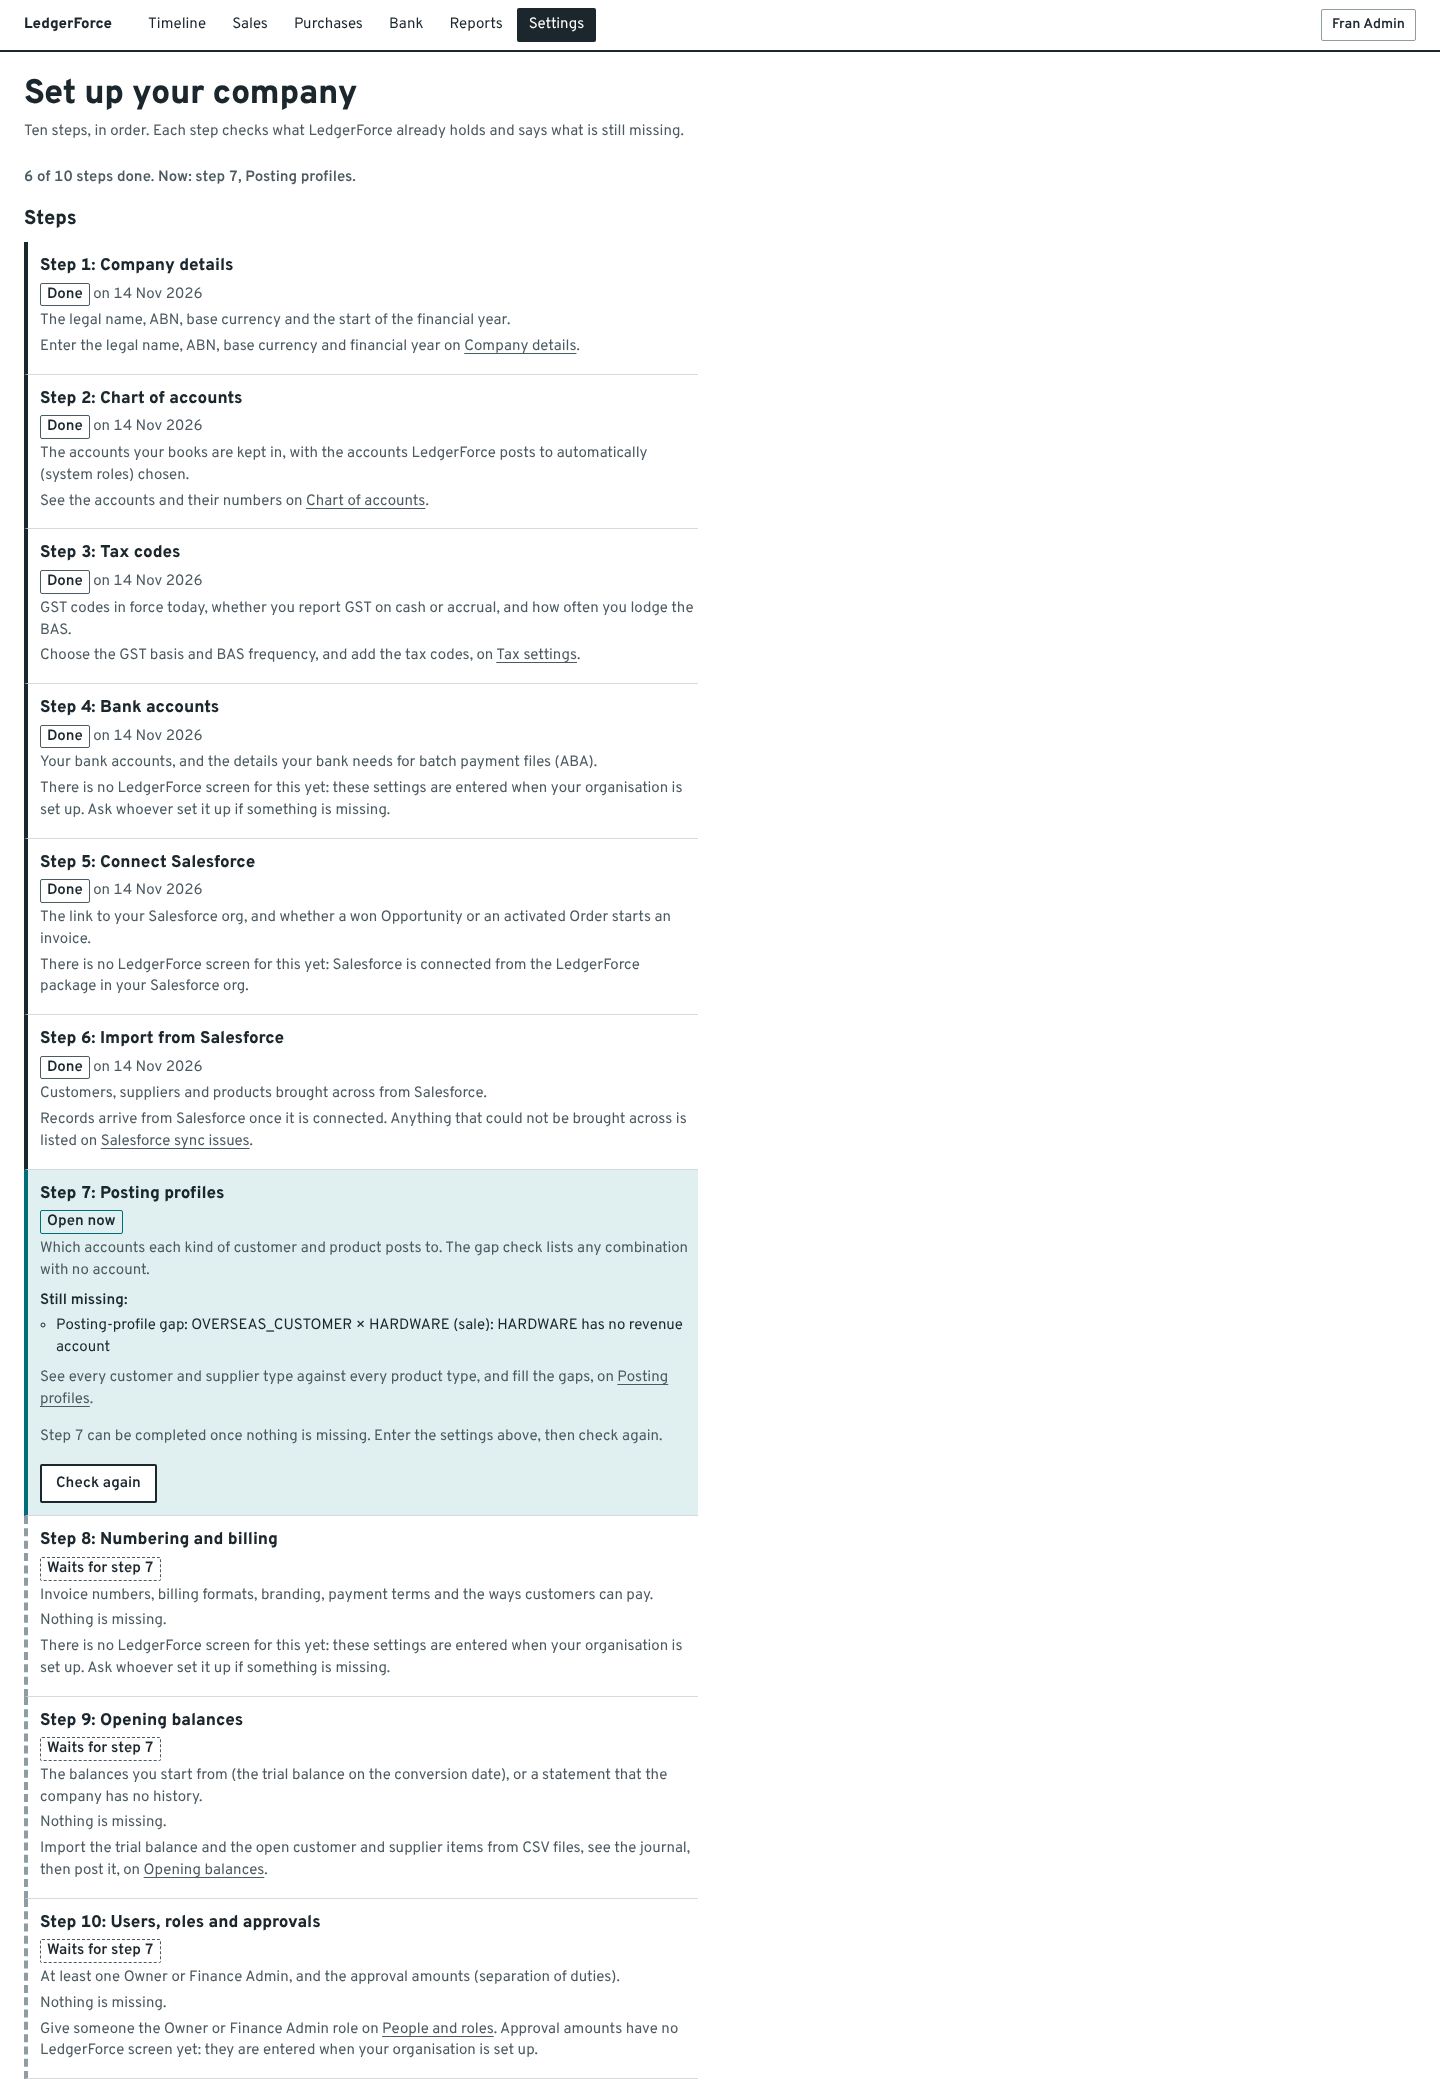 LedgerForce Timeline Sales Purchases Bank Reports Settings Fran Admin
Set up your company
Ten steps, in order. Each step checks what LedgerForce already holds and says what is still missing.
6 of 10 steps done. Now: step 7, Posting profiles.
Steps
Step 1: Company details
Done on 14 Nov 2026
The legal name, ABN, base currency and the start of the financial year.
Enter the legal name, ABN, base currency and financial year on Company details.
Step 2: Chart of accounts
Done on 14 Nov 2026
The accounts your books are kept in, with the accounts LedgerForce posts to automatically
(system roles) chosen.
See the accounts and their numbers on Chart of accounts.
Step 3: Tax codes
Done on 14 Nov 2026
GST codes in force today, whether you report GST on cash or accrual, and how often you lodge the
BAS.
Choose the GST basis and BAS frequency, and add the tax codes, on Tax settings.
Step 4: Bank accounts
Done on 14 Nov 2026
Your bank accounts, and the details your bank needs for batch payment files (ABA).
There is no LedgerForce screen for this yet: these settings are entered when your organisation is
set up. Ask whoever set it up if something is missing.
Step 5: Connect Salesforce
Done on 14 Nov 2026
The link to your Salesforce org, and whether a won Opportunity or an activated Order starts an
invoice.
There is no LedgerForce screen for this yet: Salesforce is connected from the LedgerForce
package in your Salesforce org.
Step 6: Import from Salesforce
Done on 14 Nov 2026
Customers, suppliers and products brought across from Salesforce.
Records arrive from Salesforce once it is connected. Anything that could not be brought across is
listed on Salesforce sync issues.
Step 7: Posting profiles
Open now
Which accounts each kind of customer and product posts to. The gap check lists any combination
with no account.
Still missing:
◦ Posting-profile gap: OVERSEAS_CUSTOMER × HARDWARE (sale): HARDWARE has no revenue
account
See every customer and supplier type against every product type, and fill the gaps, on Posting
profiles.
Step 7 can be completed once nothing is missing. Enter the settings above, then check again.
Check again
Step 8: Numbering and billing
Waits for step 7
Invoice numbers, billing formats, branding, payment terms and the ways customers can pay.
Nothing is missing.
There is no LedgerForce screen for this yet: these settings are entered when your organisation is
set up. Ask whoever set it up if something is missing.
Step 9: Opening balances
Waits for step 7
The balances you start from (the trial balance on the conversion date), or a statement that the
company has no history.
Nothing is missing.
Import the trial balance and the open customer and supplier items from CSV files, see the journal,
then post it, on Opening balances.
Step 10: Users, roles and approvals
Waits for step 7
At least one Owner or Finance Admin, and the approval amounts (separation of duties).
Nothing is missing.
Give someone the Owner or Finance Admin role on People and roles. Approval amounts have no
LedgerForce screen yet: they are entered when your organisation is set up.